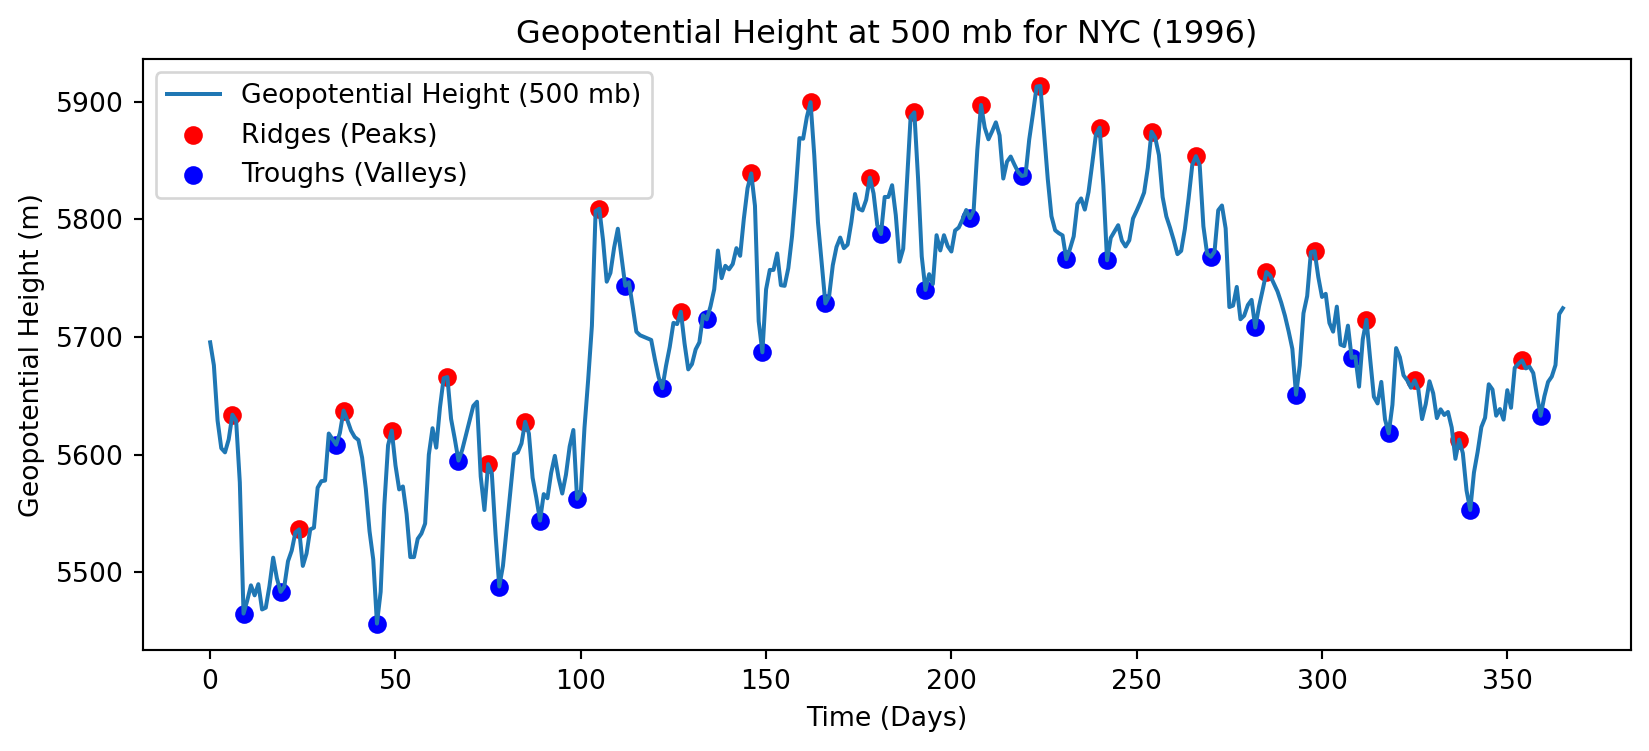 Geopotential Height at 500 mb for NYC (1996)
Geopotential Height (500 mb)
Ridges (Peaks)
Troughs (Valleys)
Geopotential Height (m)
5900
5800
5700
5600
5500
0 50 100 150 200 250 300 350
Time (Days)